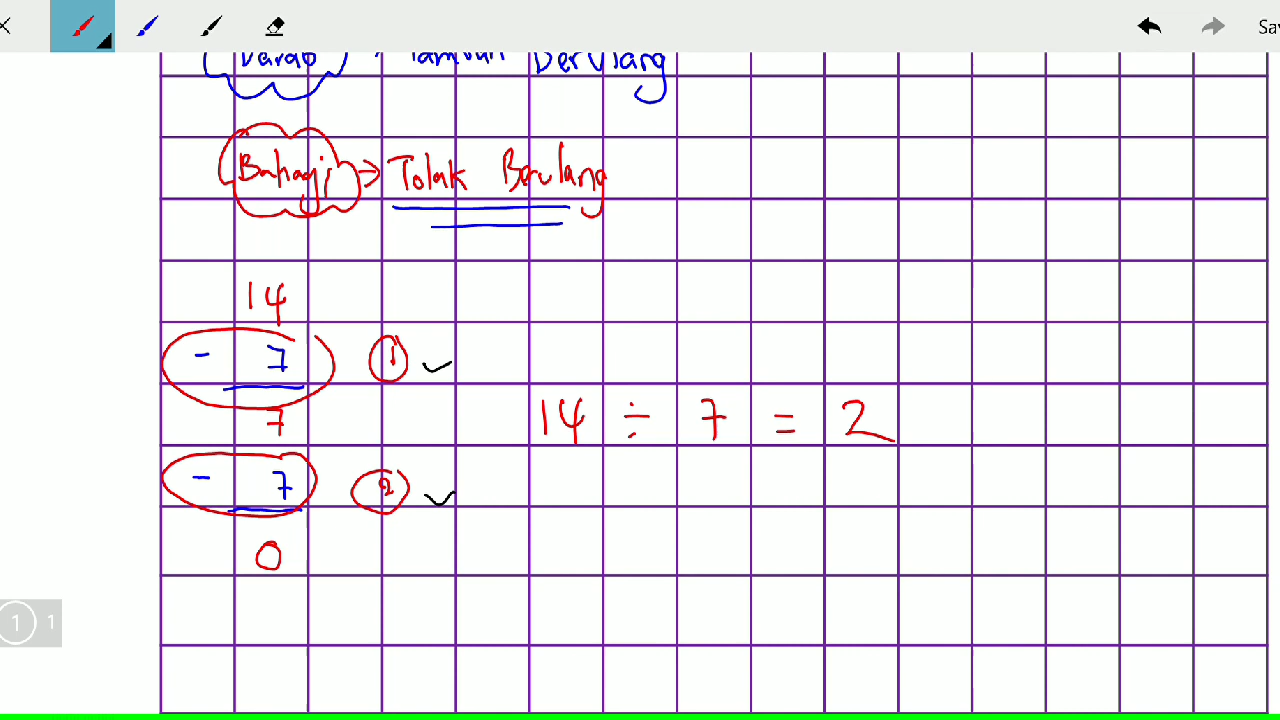 Sav
Darab → Tambah Berulang
Bahagi → Tolak Berulang
14
- 7 1
7
14 ÷ 7 = 2
- 7 2
0
1 1